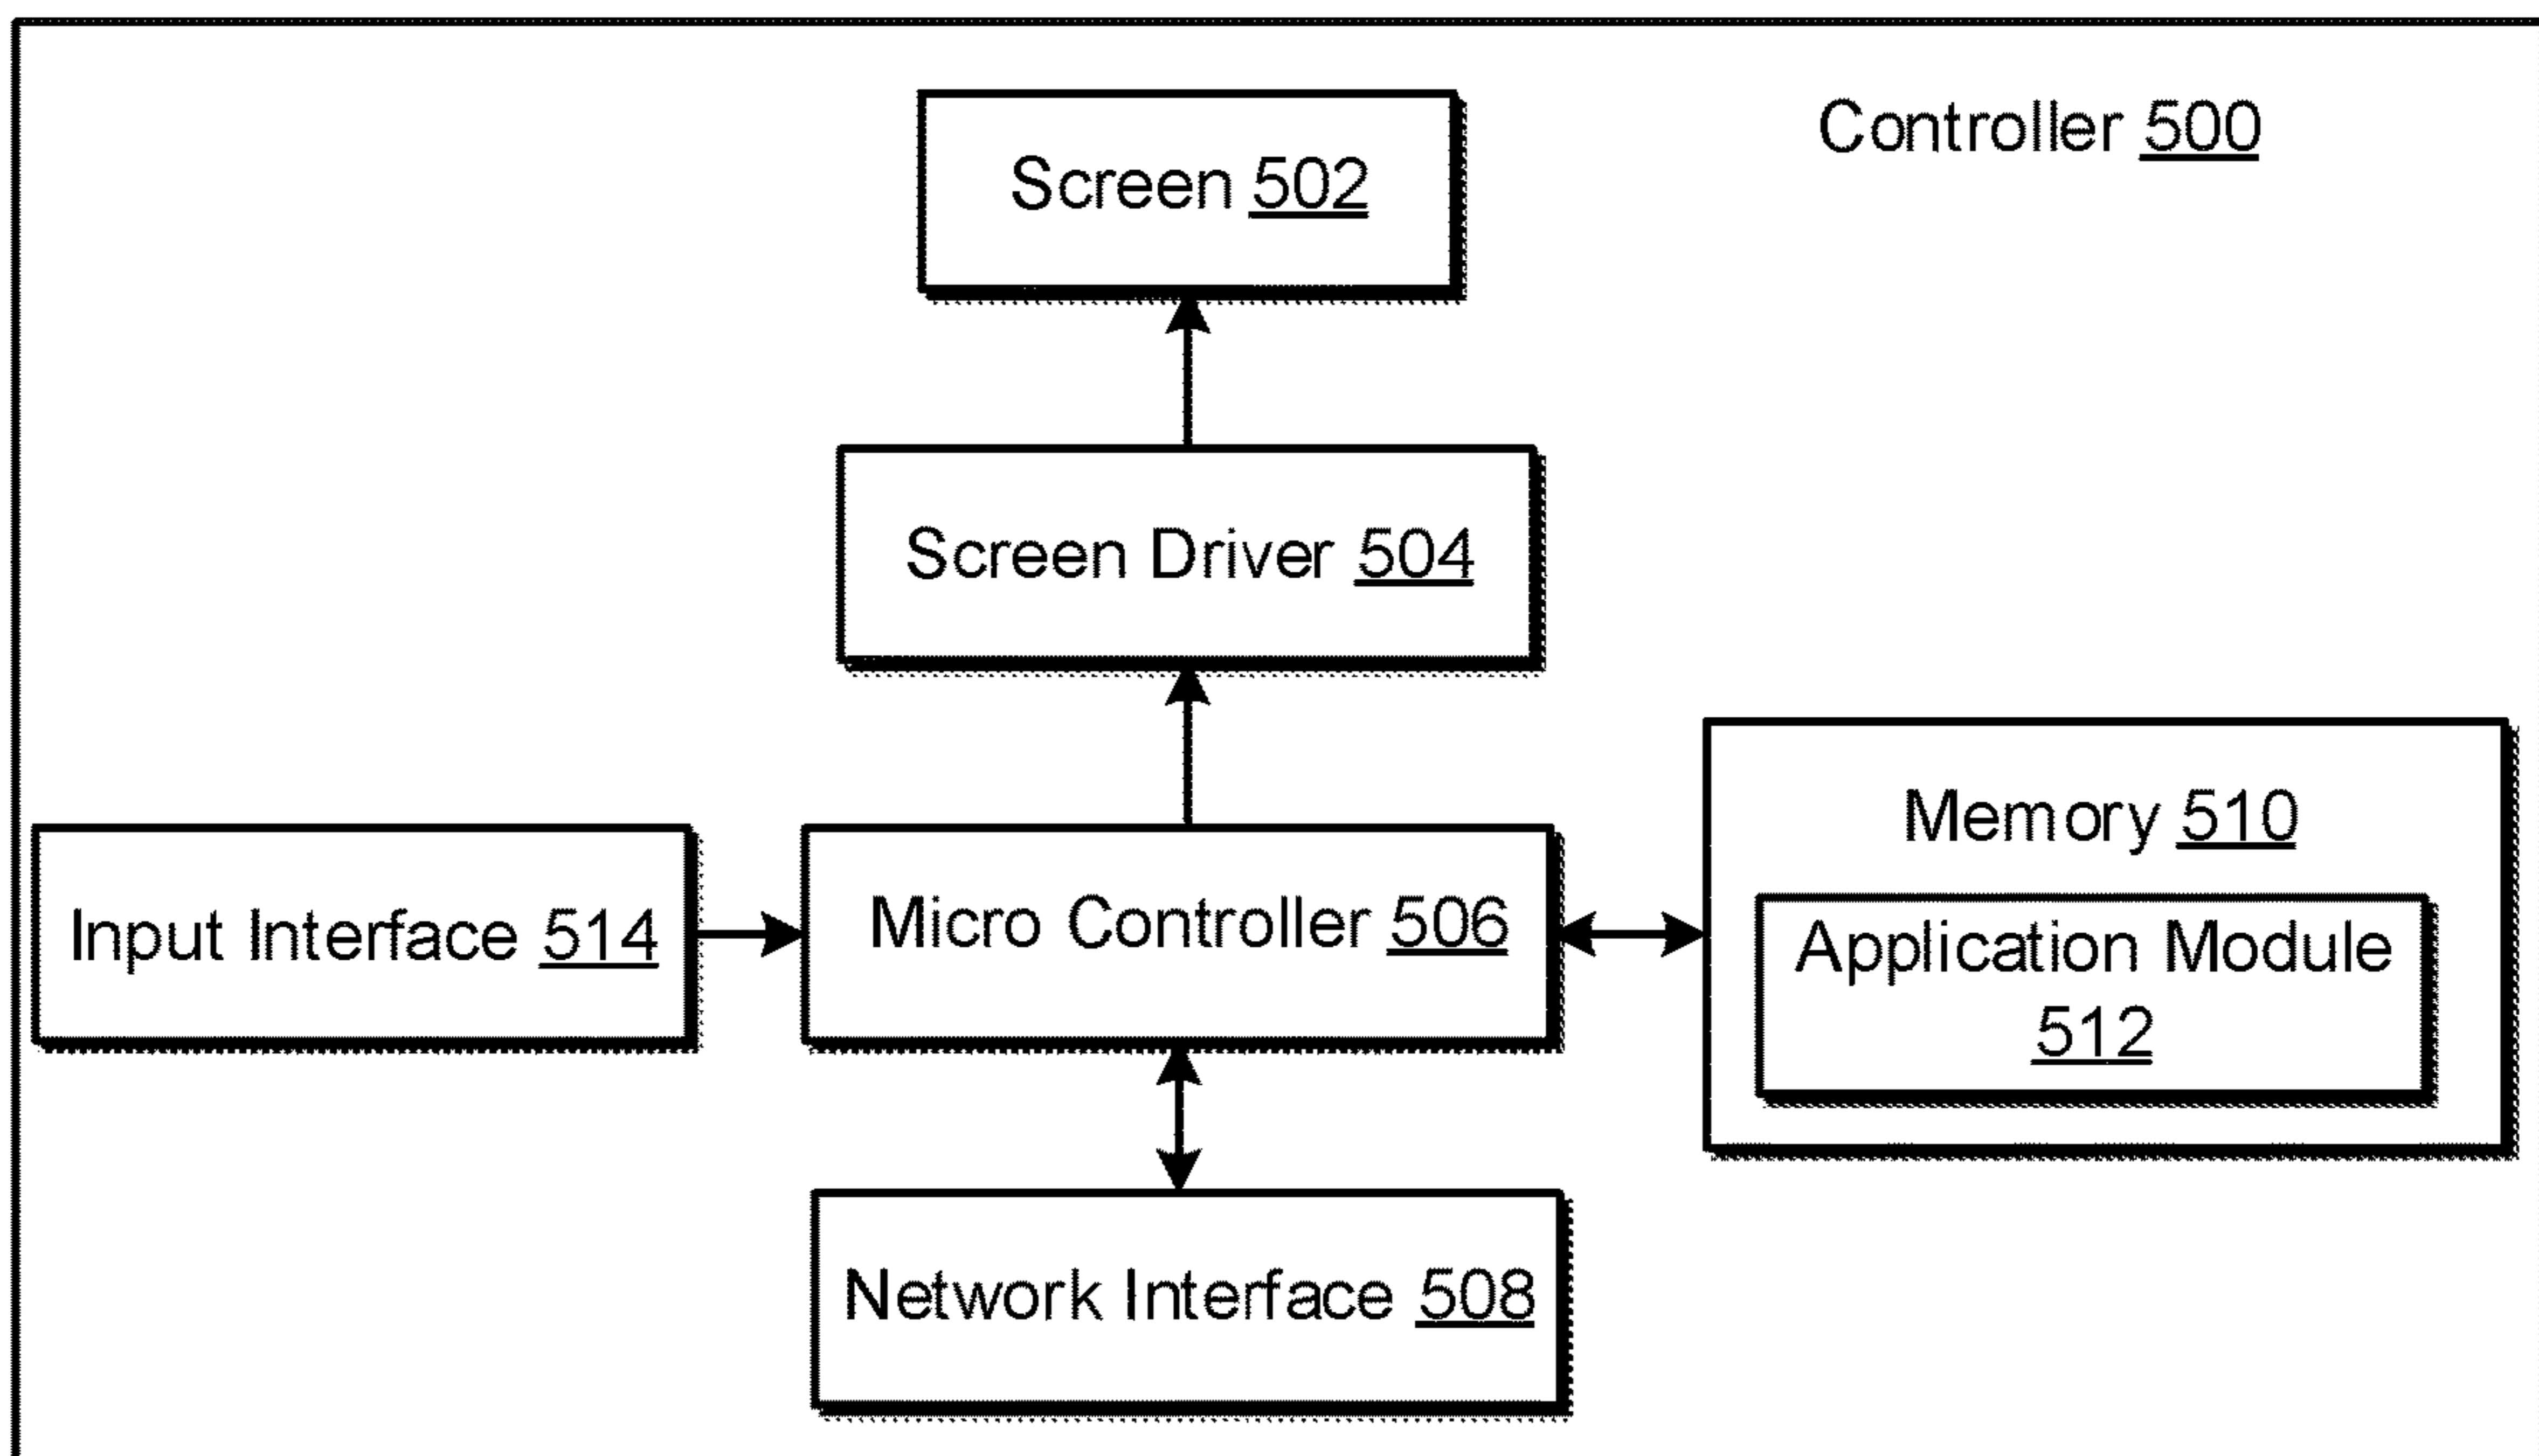 Controller 500
Screen 502
Screen Driver 504
Memory 510
Input Interface 514
Micro Controller 506
Application Module
512
Network Interface 508